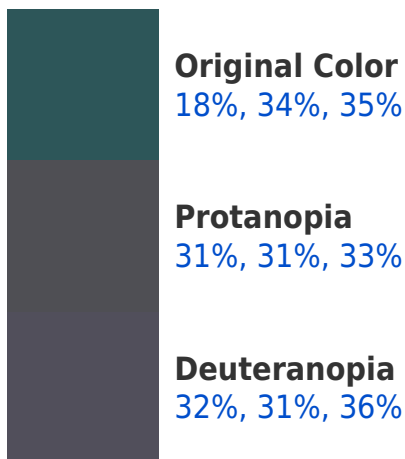 Original Color
18%, 34%, 35%
Protanopia
31%, 31%, 33%
Deuteranopia
32%, 31%, 36%